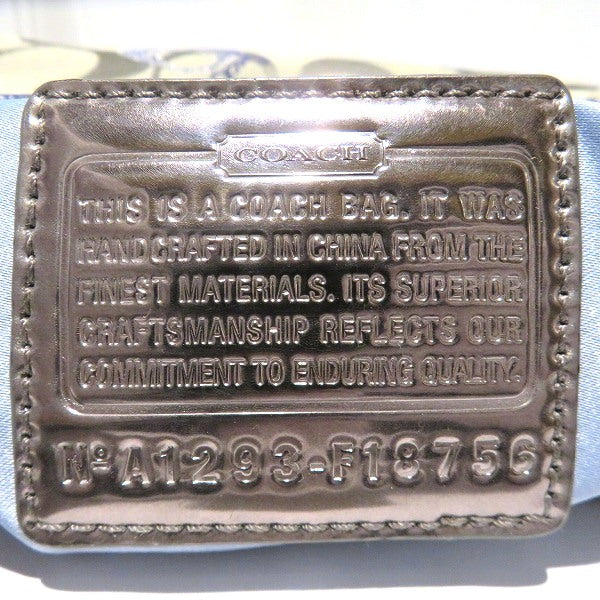 COACH
THIS IS A COACH BAG. IT WAS
HANDCRAFTED IN CHINA FROM THE
FINEST MATERIALS. ITS SUPERIOR
CRAFTSMANSHIP REFLECTS OUR
COMMITMENT TO ENDURING QUALITY.
Nº A1293-F18756